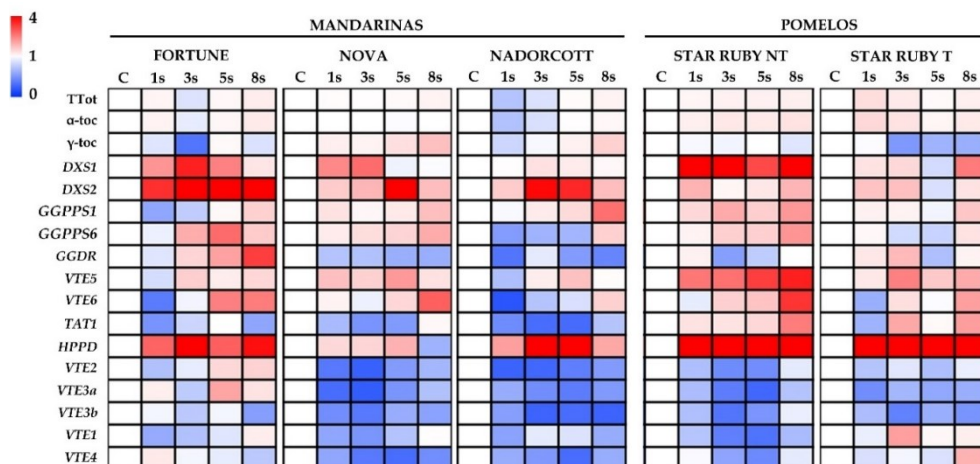 4
1
0
MANDARINAS POMELOS
FORTUNE NOVA NADORCOTT STAR RUBY NT STAR RUBY T
C 1s 3s 5s 8s C 1s 3s 5s 8s C 1s 3s 5s 8s C 1s 3s 5s 8s C 1s 3s 5s 8s
TTot
α-toc
γ-toc
DXS1
DXS2
GGPPS1
GGPPS6
GGDR
VTE5
VTE6
TAT1
HPPD
VTE2
VTE3a
VTE3b
VTE1
VTE4